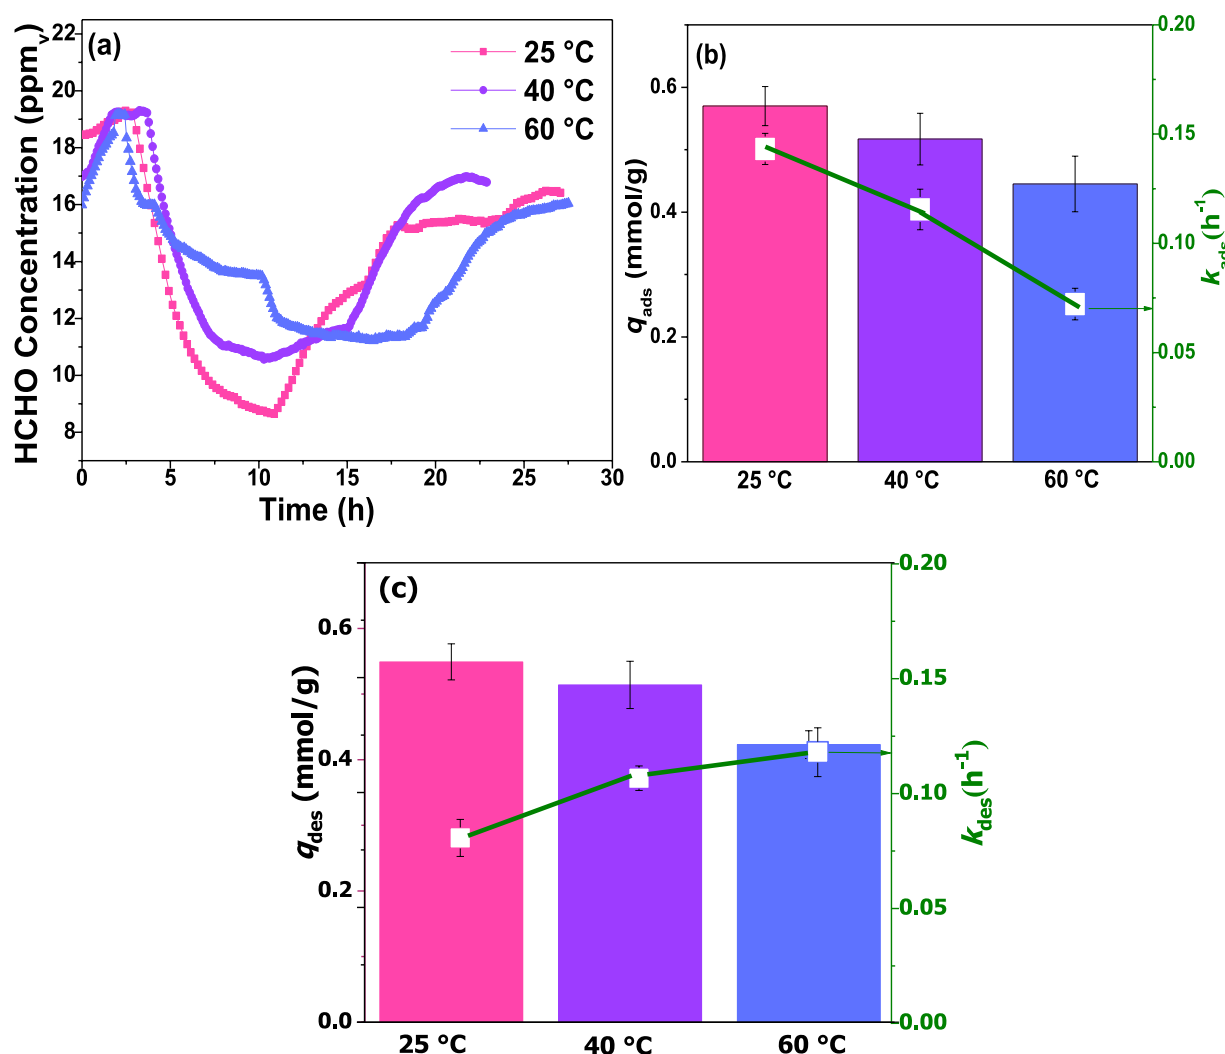 (a)
25 °C
40 °C
60 °C
HCHO Concentration (ppmv)
22
20
18
16
14
12
10
8
0
5
10
15
20
25
30
Time (h)
(b)
qads (mmol/g)
0.6
0.4
0.2
0.0
25 °C
40 °C
60 °C
0.20
0.15
0.10
0.05
0.00
kads(h-1)
(c)
qdes (mmol/g)
0.6
0.4
0.2
0.0
25 °C
40 °C
60 °C
0.20
0.15
0.10
0.05
0.00
kdes(h-1)